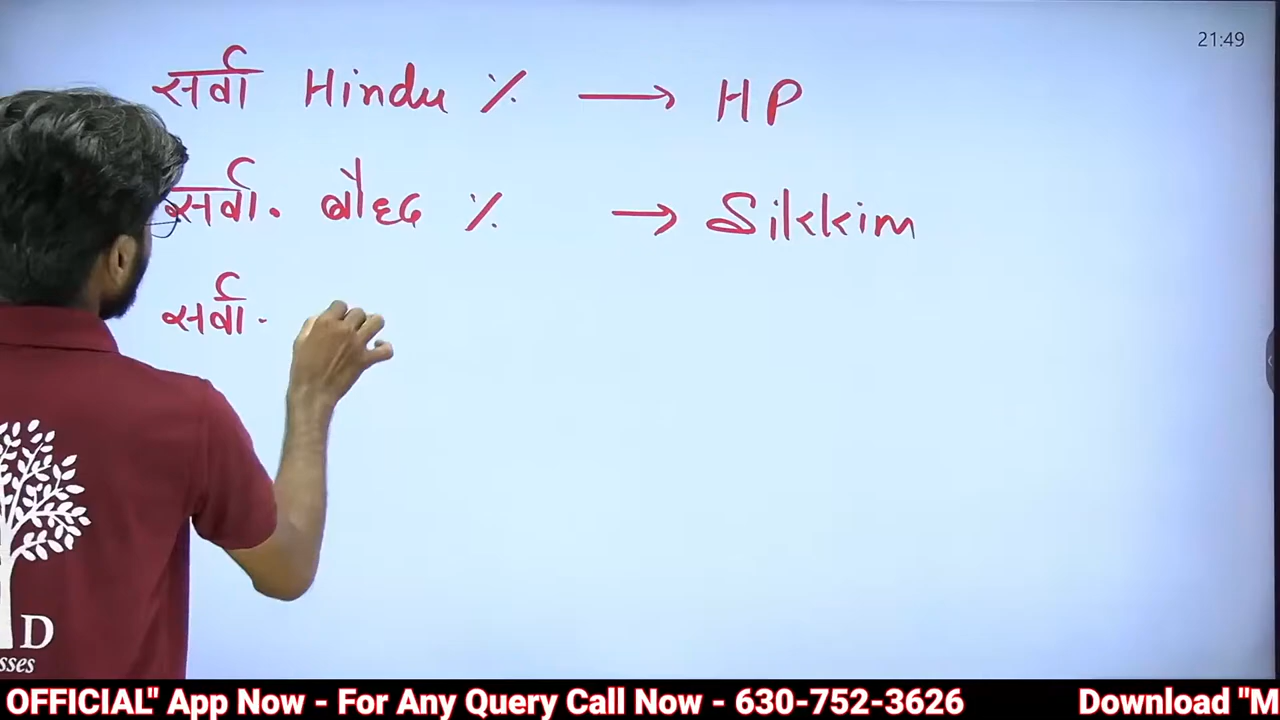 21:49
सर्वा Hindu % → HP
सर्वा. बौद्द % → Sikkim
सर्वा.
D
sses
OFFICIAL" App Now - For Any Query Call Now - 630-752-3626 Download "M